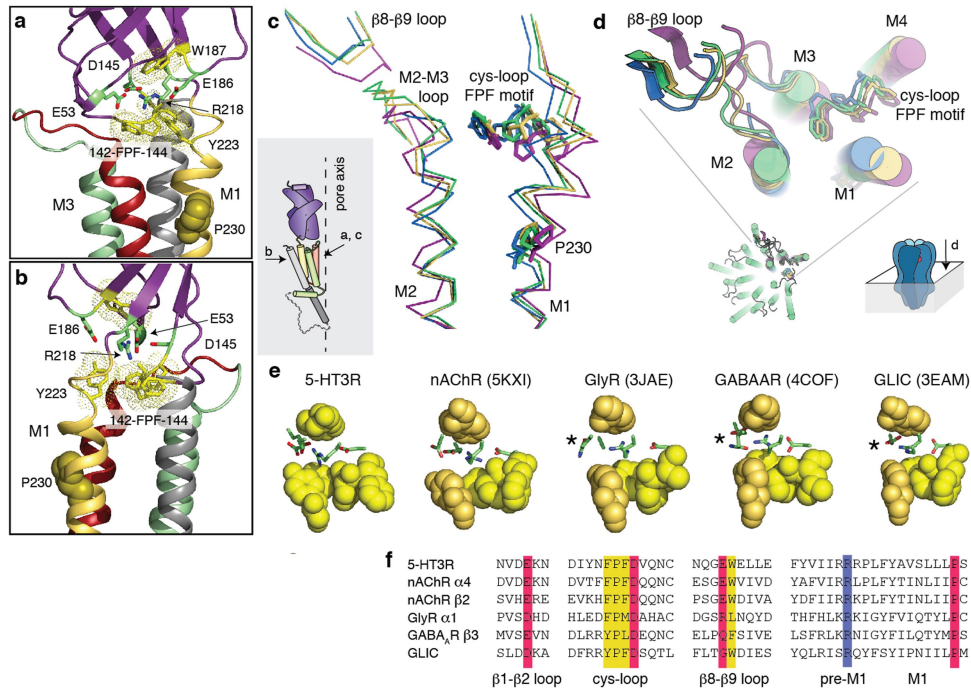 a
W187
D145
E186
E53
R218
142-FPF-144
Y223
M3
M1
P230
b
E186
E53
R218
D145
Y223
142-FPF-144
M1
P230
c
β8-β9 loop
M2-M3
loop
cys-loop
FPF motif
pore axis
b
a, c
P230
M2
M1
d
β8-β9 loop
M4
M3
cys-loop
FPF motif
M2
M1
d
e
5-HT3R
nAChR (5KXI)
GlyR (3JAE)
GABAAR (4COF)
GLIC (3EAM)
*
*
*
f
5-HT3R NVDEKN DIYNFPFDVQNC NQGEWELLE FYVIIRRRPLFYAVSLLLPS
nAChR α4 DVDEKN DVTFFPFDQQNC ESGEWVIVD YAFVIRRLPLFYTINLIIPC
nAChR β2 SVHERE EVKHFPFDQQNC PSGEWDIVA YDFIIRRKPLFYTINLIIPC
GlyR α1 PVSDHD HLEDFPMDAHAC DGSRLNQYD THFHLKRKIGYFVIQTYLPS
GABAAR β3 MVSEVN DLRRYPLDEQNC ELPQFSIVE LSFRLKRNIGYFILQTYMPS
GLIC SLDDKA DFRRYPFDSQTL FLTGWDIES YQLRISRQYFSYIPNIILPM
β1-β2 loop
cys-loop
β8-β9 loop
pre-M1
M1